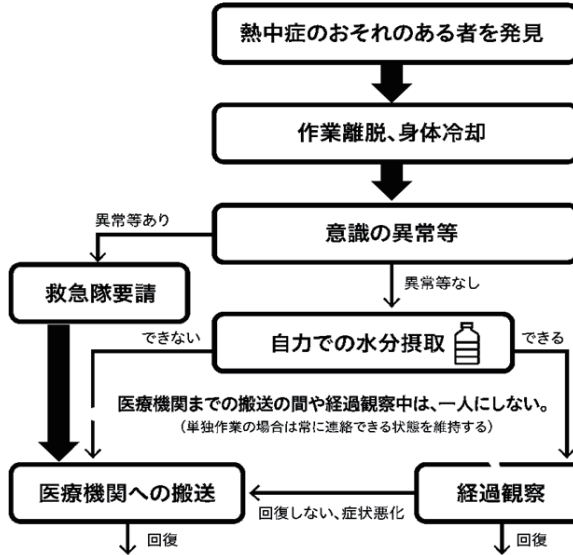 熱中症のおそれのある者を発見
作業離脱、身体冷却
異常等あり
意識の異常等
救急隊要請
異常等なし
できない
自力での水分摂取
できる
医療機関までの搬送の間や経過観察中は、一人にしない。
(単独作業の場合は常に連絡できる状態を維持する)
医療機関への搬送
経過観察
回復しない、症状悪化
回復
回復